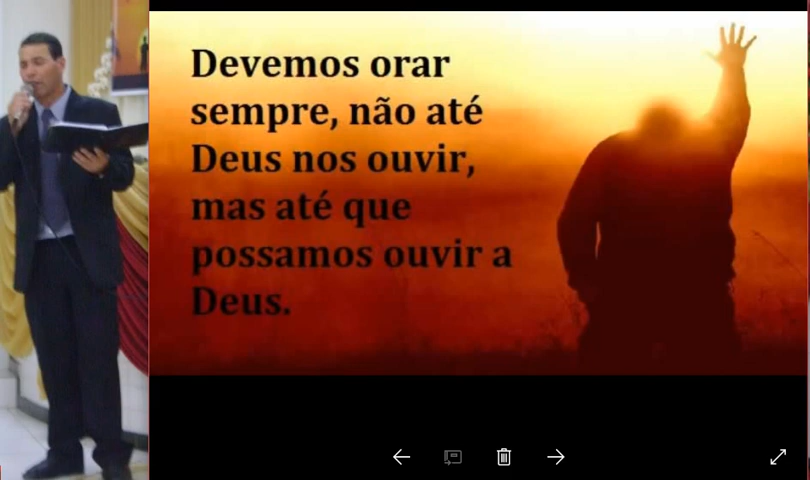 Devemos orar
sempre, não até
Deus nos ouvir,
mas até que
possamos ouvir a
Deus.